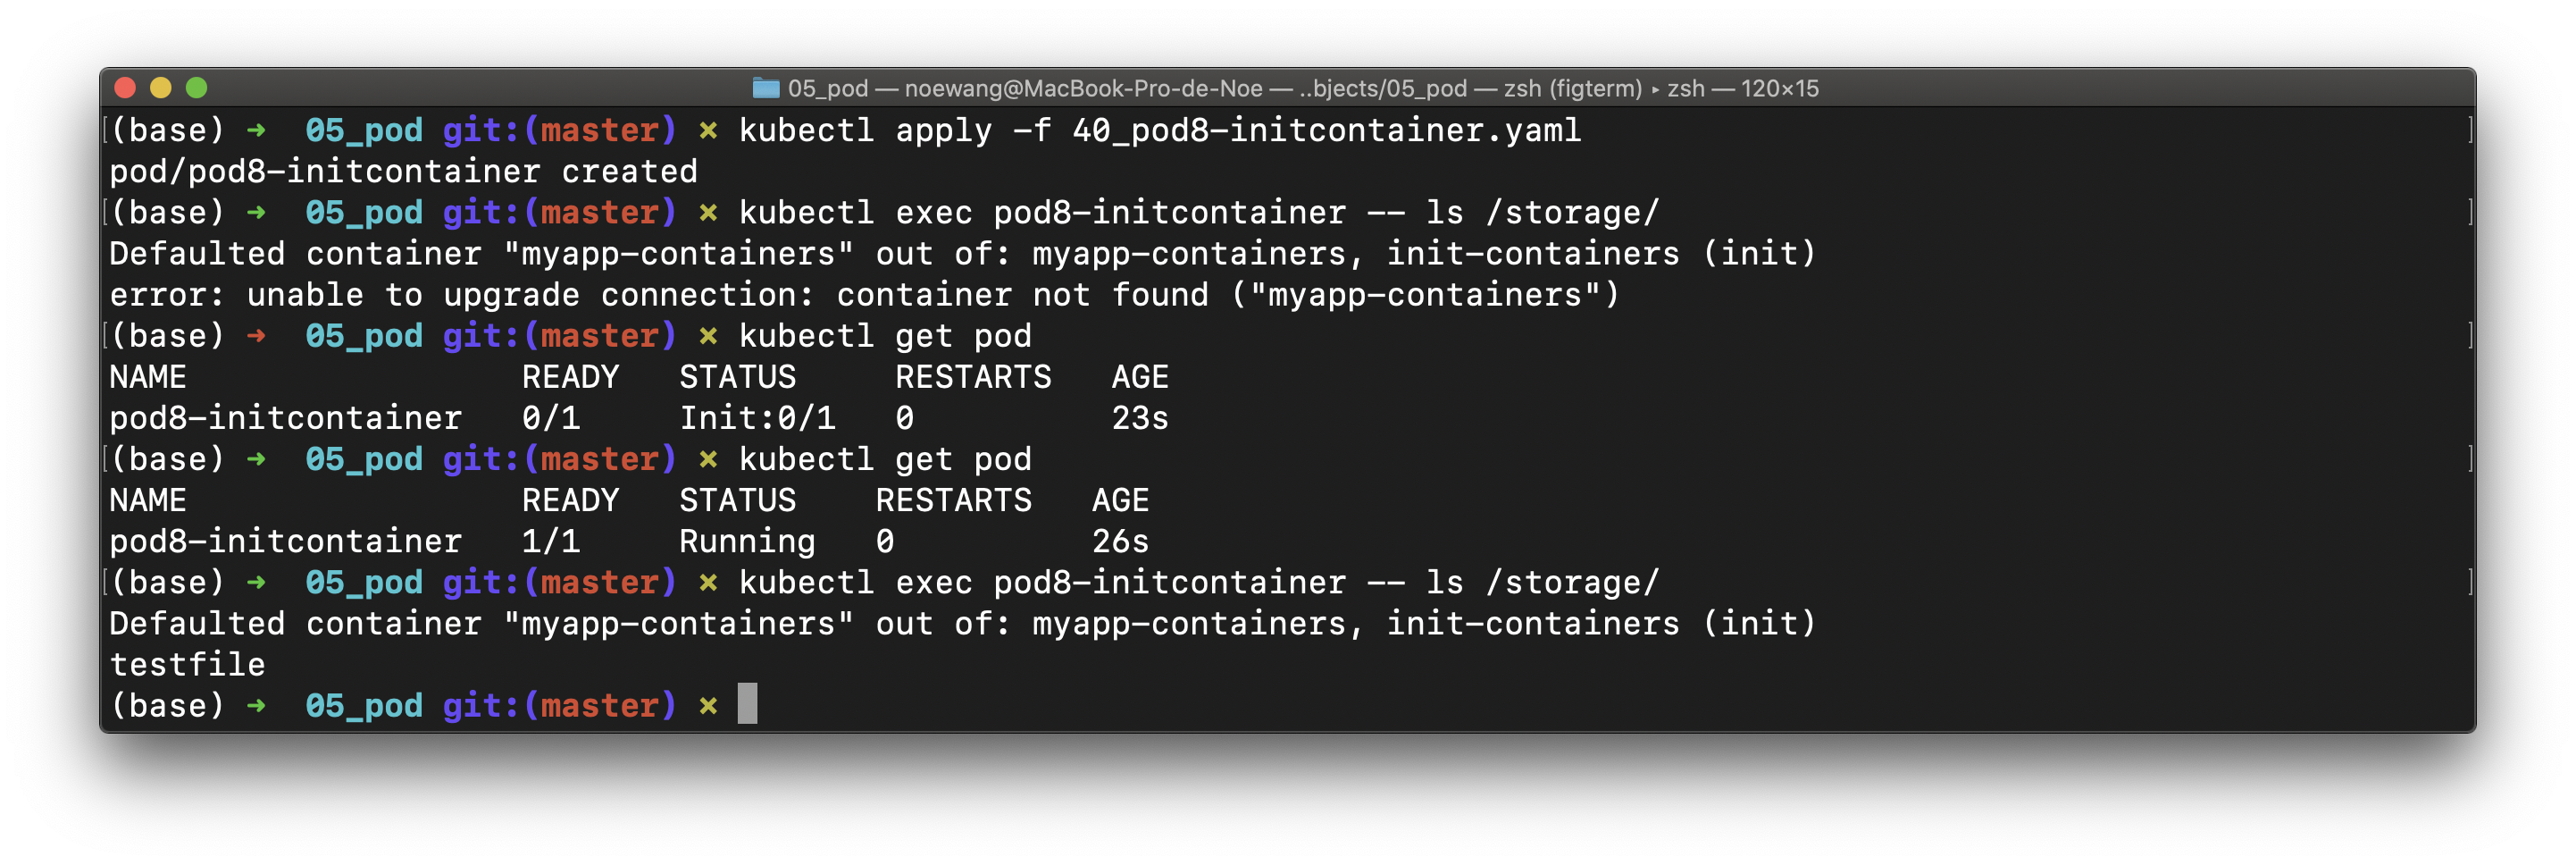 05_pod — noewang@MacBook-Pro-de-Noe — ..bjects/05_pod — zsh (figterm) ▸ zsh — 120×15
[(base) ➜  05_pod git:(master) ✗ kubectl apply -f 40_pod8-initcontainer.yaml ]
pod/pod8-initcontainer created
[(base) ➜  05_pod git:(master) ✗ kubectl exec pod8-initcontainer -- ls /storage/ ]
Defaulted container "myapp-containers" out of: myapp-containers, init-containers (init)
error: unable to upgrade connection: container not found ("myapp-containers")
[(base) ➜  05_pod git:(master) ✗ kubectl get pod ]
NAME                 READY   STATUS     RESTARTS   AGE
pod8-initcontainer   0/1     Init:0/1   0          23s
[(base) ➜  05_pod git:(master) ✗ kubectl get pod ]
NAME                 READY   STATUS    RESTARTS   AGE
pod8-initcontainer   1/1     Running   0          26s
[(base) ➜  05_pod git:(master) ✗ kubectl exec pod8-initcontainer -- ls /storage/ ]
Defaulted container "myapp-containers" out of: myapp-containers, init-containers (init)
testfile
(base) ➜  05_pod git:(master) ✗